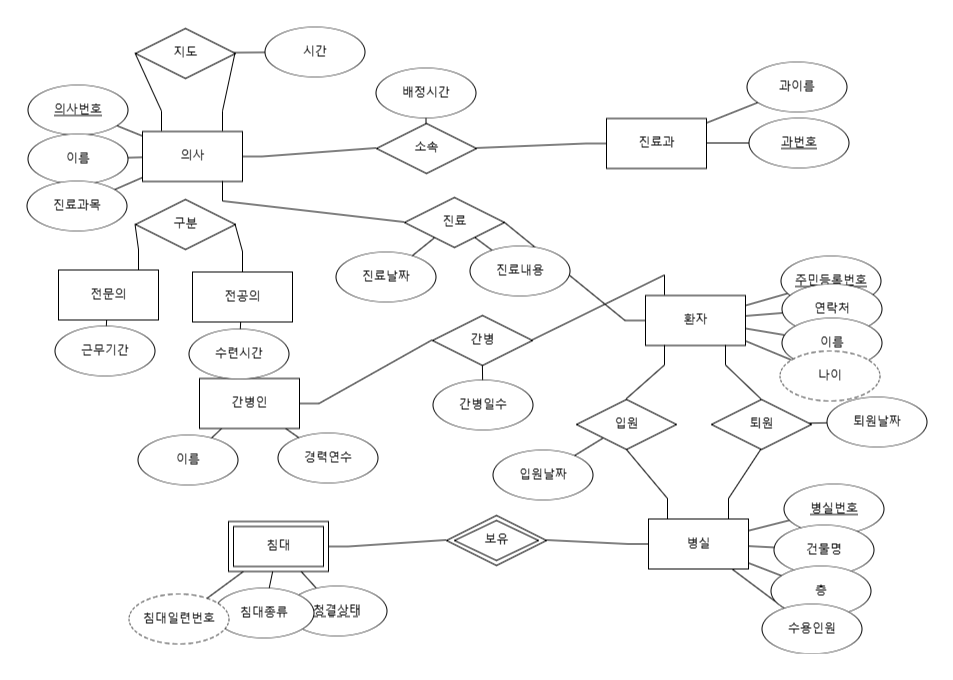 지도
시간
배정시간
과이름
의사번호
소속
진료과
과번호
이름
의사
진료과목
구분
진료
진료날짜
진료내용
주민등록번호
전문의
전공의
연락처
환자
이름
근무기간
수련시간
간병
나이
간병인
간병일수
입원
퇴원
퇴원날짜
이름
경력연수
입원날짜
병실번호
침대
보유
병실
건물명
층
침대일련번호
침대종류
청결상태
수용인원